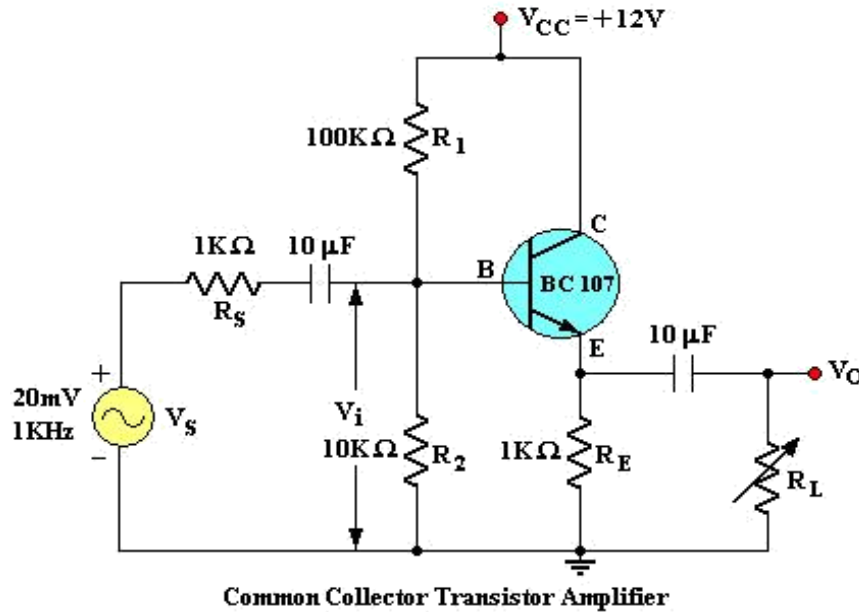 VCC = +12V
100KΩ R1
C
1KΩ 10 µF B BC 107
RS
E 10 µF
VO
20mV
1KHz
+
VS
-
Vi
10KΩ R2 1KΩ RE RL
Common Collector Transistor Amplifier